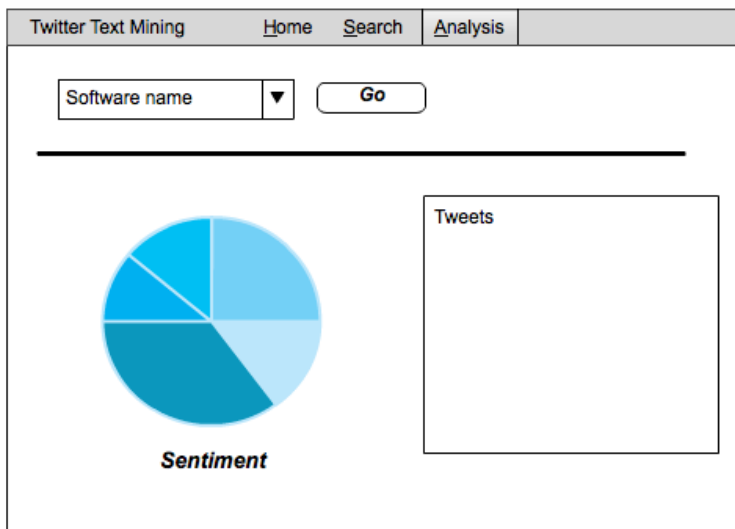 Twitter Text Mining Home Search Analysis
Software name Go
Tweets
Sentiment